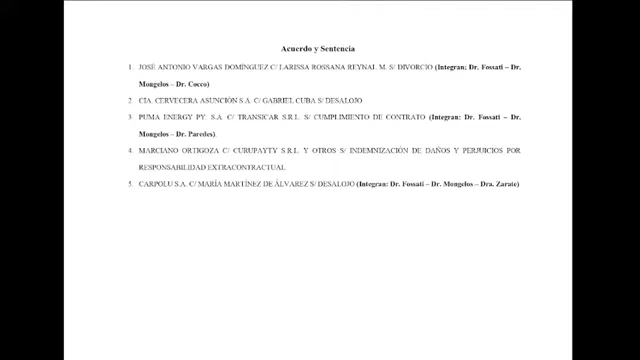 Acuerdo y Sentencia
1. JOSÉ ANTONIO VARGAS DOMÍNGUEZ C/ LARISSA ROSSANA REYNAL M. S/ DIVORCIO (Integran: Dr. Fossati – Dr.
Mongelos – Dr. Cocco)
2. CÍA. CERVECERA ASUNCIÓN S.A. C/ GABRIEL CUBA S/ DESALOJO
3. PUMA ENERGY PY. S.A. C/ TRANSICAR S.R.L. S/ CUMPLIMIENTO DE CONTRATO (Integran: Dr. Fossati – Dr.
Mongelos – Dr. Paredes).
4. MARCIANO ORTIGOZA C/ CURUPAYTY S.R.L. Y OTROS S/ INDEMNIZACIÓN DE DAÑOS Y PERJUICIOS POR
RESPONSABILIDAD EXTRACONTRACTUAL
5. CARPOLU S.A. C/ MARÍA MARTÍNEZ DE ÁLVAREZ S/ DESALOJO (Integran: Dr. Fossati – Dr. Mongelos – Dra. Zarate)